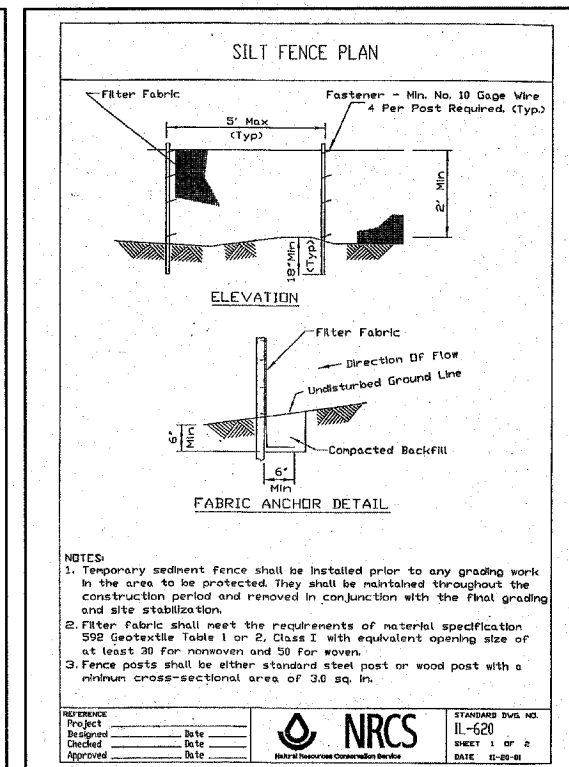 SILT FENCE PLAN
Filter Fabric
Fastener - Min. No. 10 Gage Wire
4 Per Post Required. (Typ.)
5' Max
(Typ)
2' Min
18"Min
(Typ)
ELEVATION
Filter Fabric
Direction Of Flow
Undisturbed Ground Line
6"
Min
Compacted Backfill
6"
Min
FABRIC ANCHOR DETAIL
NOTES:
1. Temporary sediment fence shall be installed prior to any grading work
in the area to be protected. They shall be maintained throughout the
construction period and removed in conjunction with the final grading
and site stabilization.
2. Filter fabric shall meet the requirements of material specification
592 Geotextile Table 1 or 2, Class I with equivalent opening size of
at least 30 for nonwoven and 50 for woven.
3. Fence posts shall be either standard steel post or wood post with a
minimum cross-sectional area of 3.0 sq. in.
REFERENCE
Project
Designed Date
Checked Date
Approved Date
NRCS
Natural Resources Conservation Service
STANDARD DWG. NO.
IL-620
SHEET 1 OF 2
DATE 11-20-01